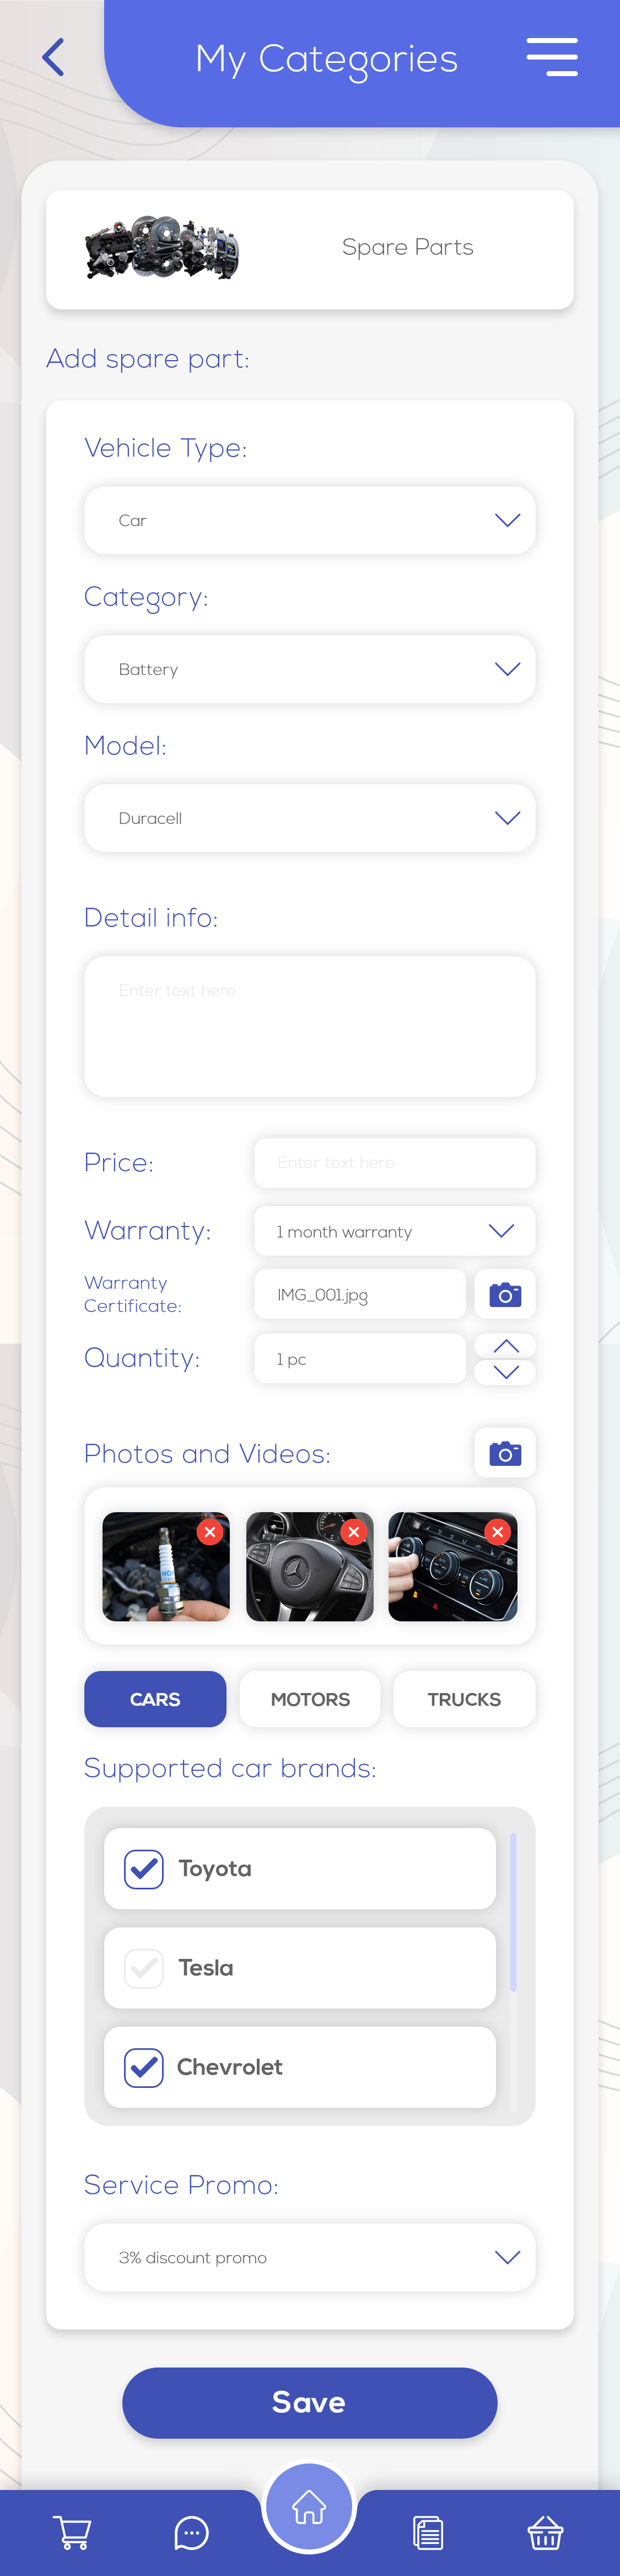 My Categories
Spare Parts
Add spare part:
Vehicle Type:
Car
Category:
Battery
Model:
Duracell
Detail info:
Enter text here
Price:
Enter text here
Warranty:
1 month warranty
Warranty
Certificate:
IMG_001.jpg
Quantity:
1 pc
Photos and Videos:
CARS
MOTORS
TRUCKS
Supported car brands:
Toyota
Tesla
Chevrolet
Service Promo:
3% discount promo
Save